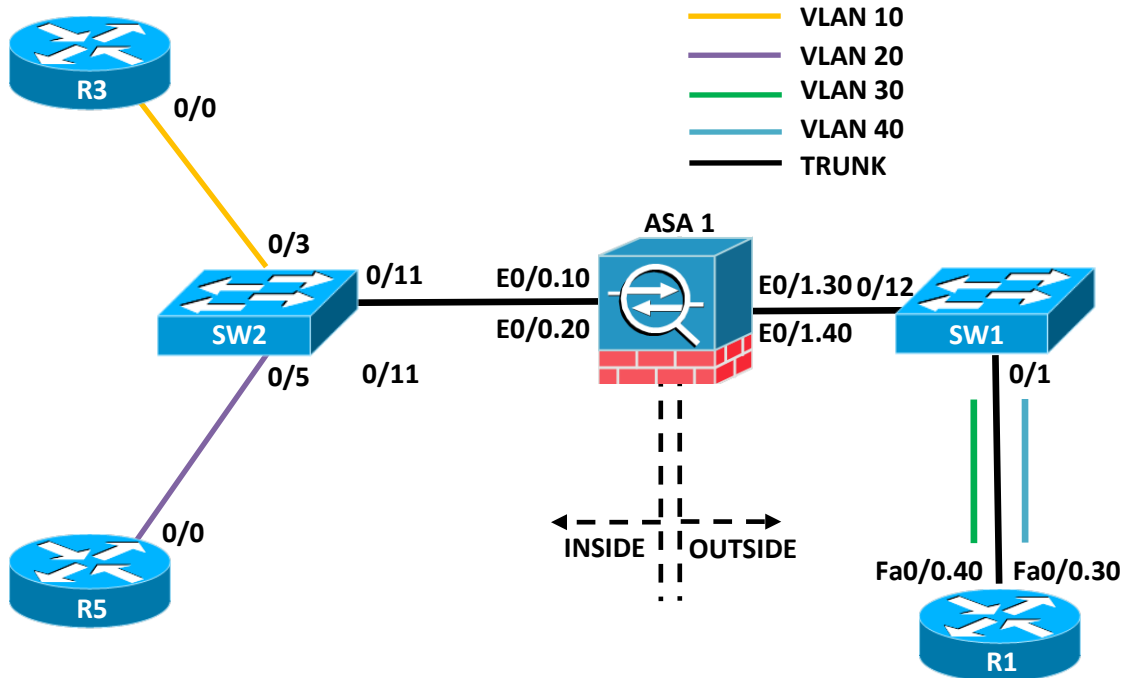 VLAN 10
VLAN 20
VLAN 30
VLAN 40
TRUNK
R3
0/0
0/3
0/11
SW2
0/5
0/11
0/0
R5
ASA 1
E0/0.10
E0/0.20
E0/1.30
E0/1.40
0/12
SW1
0/1
INSIDE
OUTSIDE
Fa0/0.40
Fa0/0.30
R1